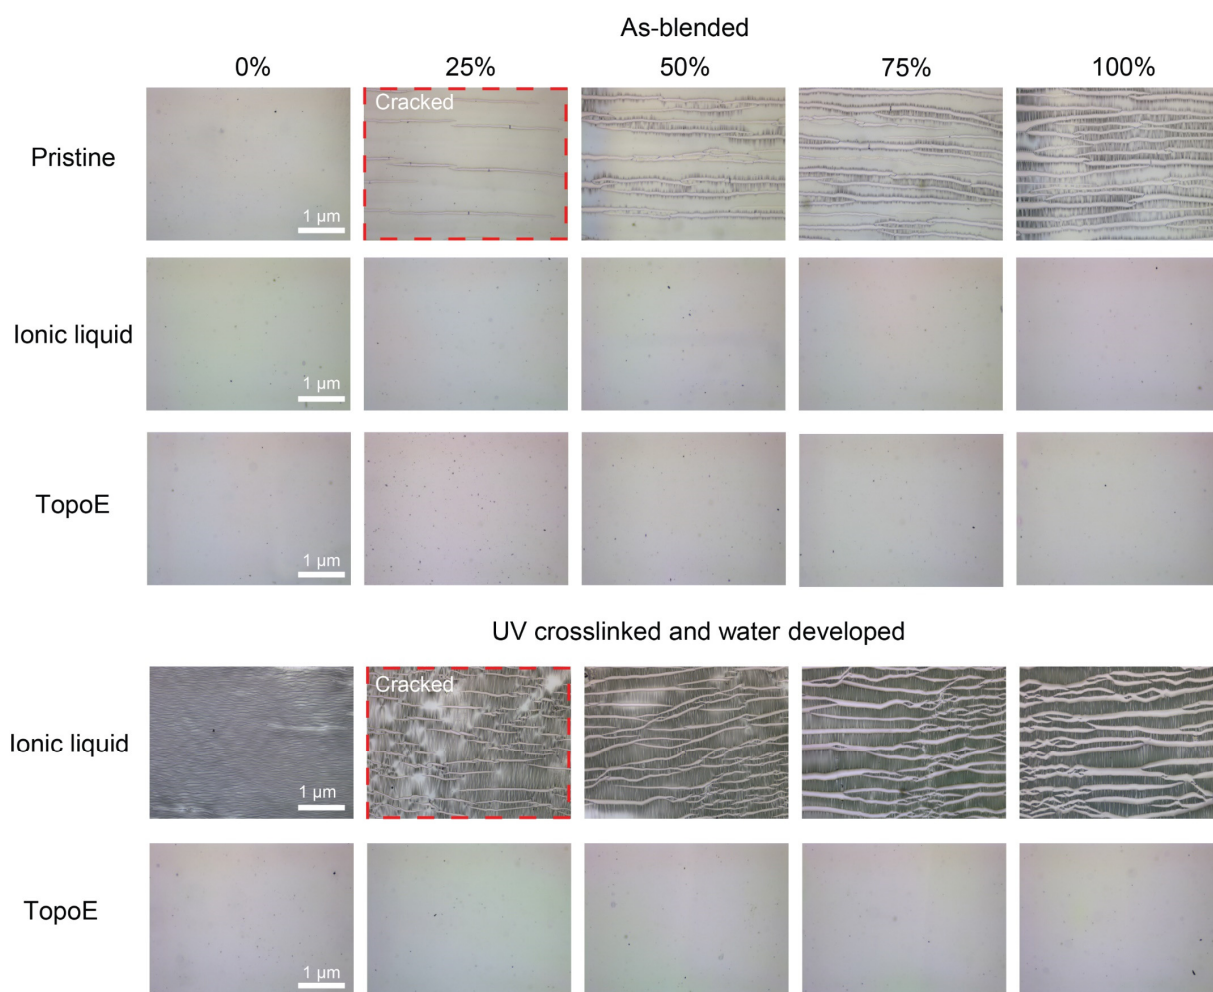 As-blended
0% 25% 50% 75% 100%
Pristine
Cracked
1 µm
Ionic liquid
1 µm
TopoE
1 µm
UV crosslinked and water developed
Ionic liquid
Cracked
1 µm
TopoE
1 µm